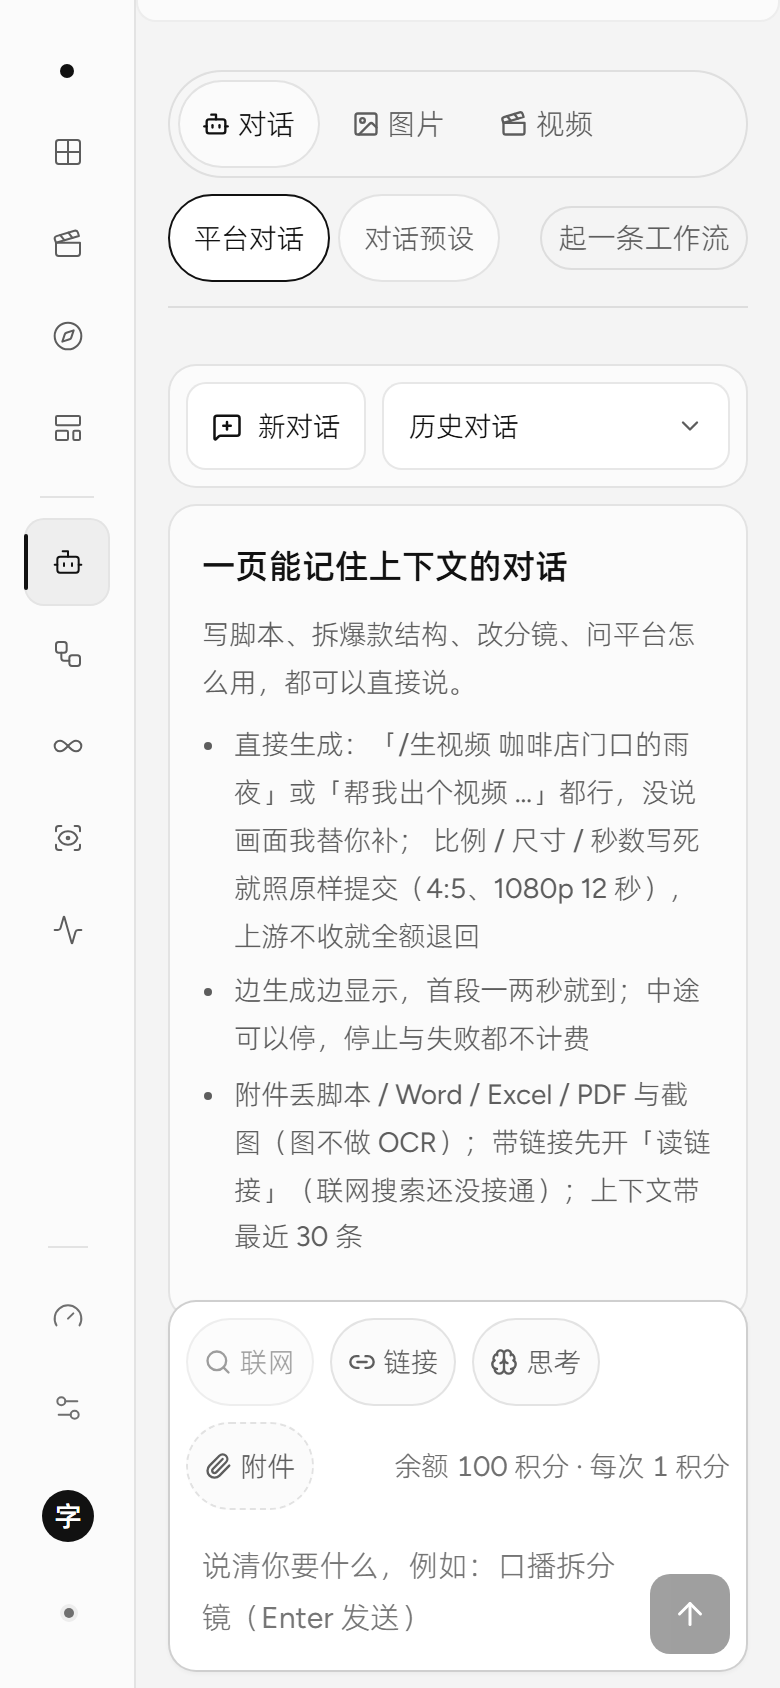 对话 图片 视频
平台对话 对话预设 起一条工作流
新对话 历史对话
一页能记住上下文的对话
写脚本、拆爆款结构、改分镜、问平台怎
么用，都可以直接说。
直接生成：「/生视频 咖啡店门口的雨
夜」或「帮我出个视频 ...」都行，没说
画面我替你补； 比例 / 尺寸 / 秒数写死
就照原样提交（4:5、1080p 12 秒），
上游不收就全额退回
边生成边显示，首段一两秒就到；中途
可以停，停止与失败都不计费
附件丢脚本 / Word / Excel / PDF 与截
图（图不做 OCR）；带链接先开「读链
接」（联网搜索还没接通）；上下文带
最近 30 条
联网 链接 思考
附件 余额 100 积分 · 每次 1 积分
字
说清你要什么，例如：口播拆分
镜（Enter 发送）